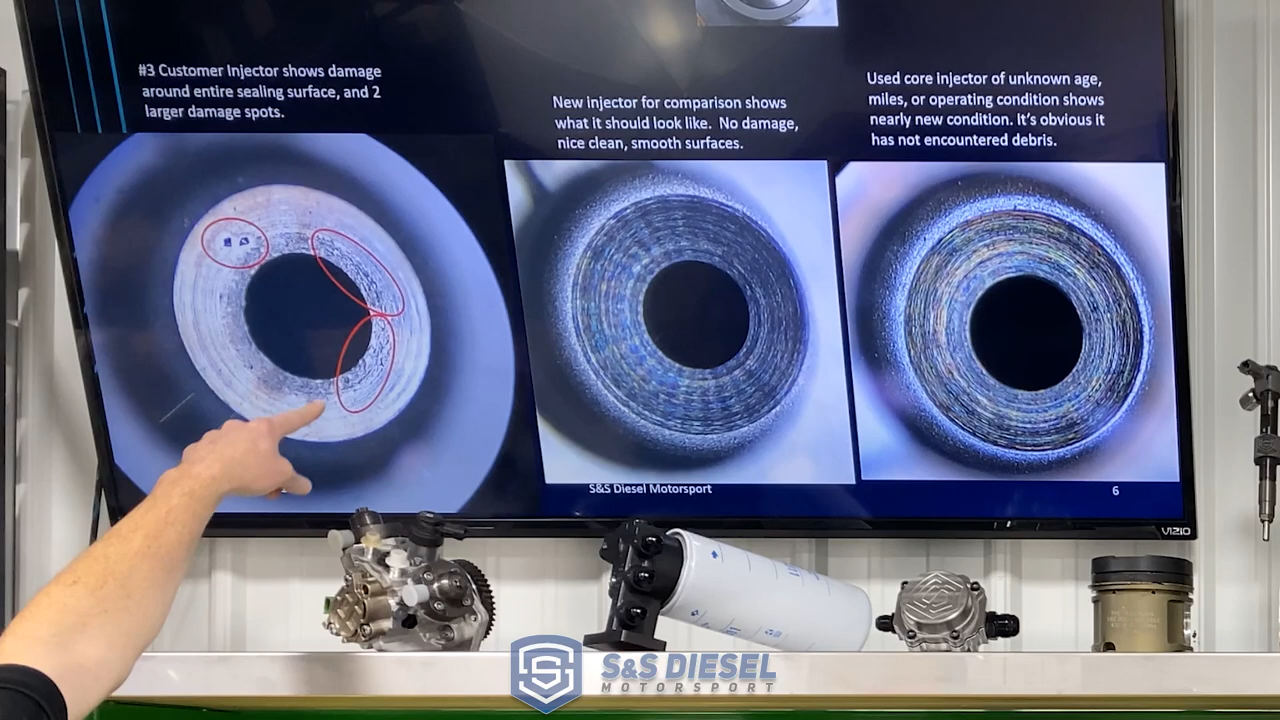 #3 Customer Injector shows damage
around entire sealing surface, and 2
larger damage spots.
New injector for comparison shows
what it should look like. No damage,
nice clean, smooth surfaces.
Used core injector of unknown age,
miles, or operating condition shows
nearly new condition. It's obvious it
has not encountered debris.
S&S Diesel Motorsport
6
VIZIO
S&S DIESEL
MOTORSPORT